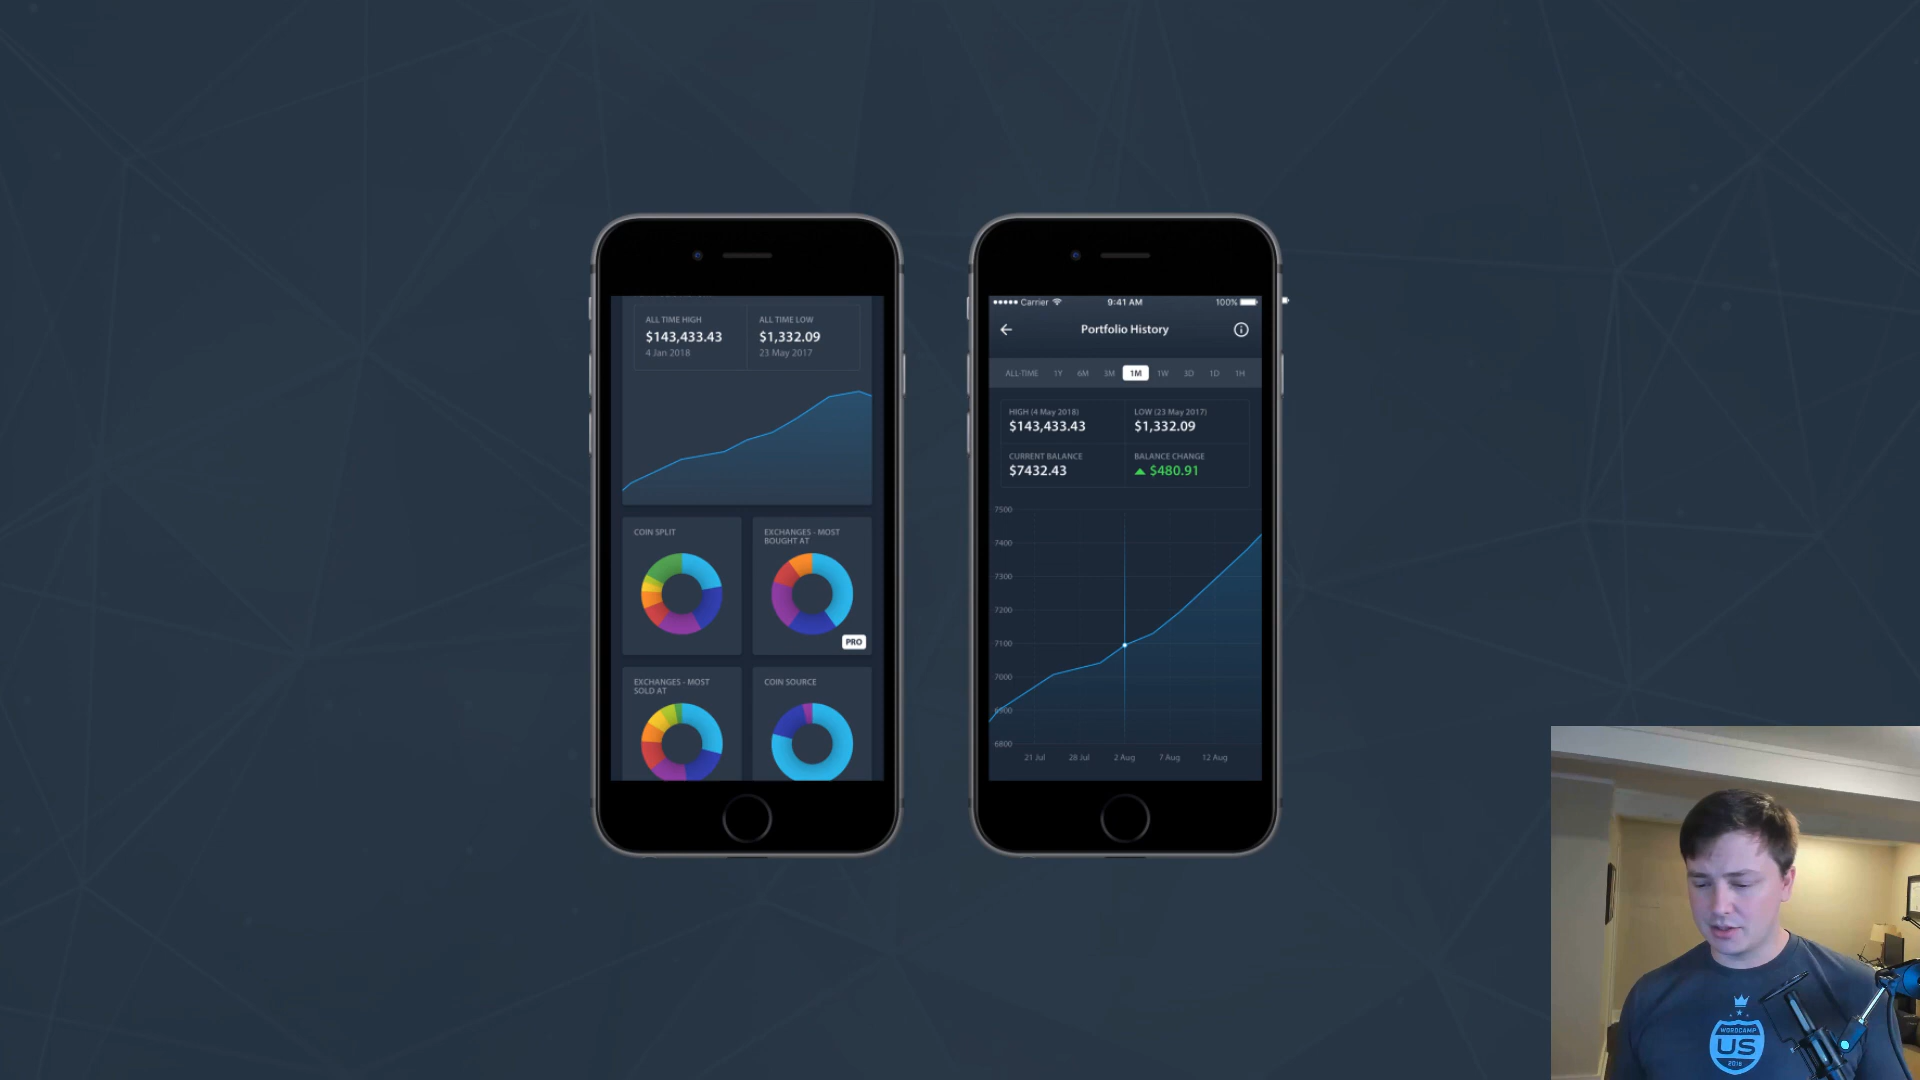 ALL TIME HIGH
$143,433.43
4 Jan 2018
ALL TIME LOW
$1,332.09
23 May 2017
COIN SPLIT
EXCHANGES - MOST
BOUGHT AT
PRO
EXCHANGES - MOST
SOLD AT
COIN SOURCE
Carrier
9:41 AM
100%
Portfolio History
ALL-TIME 1Y 6M 3M 1M 1W 3D 1D 1H
HIGH (4 May 2018)
$143,433.43
LOW (23 May 2017)
$1,332.09
CURRENT BALANCE
$7432.43
BALANCE CHANGE
$480.91
7500
7400
7300
7200
7100
7000
6900
6800
21 Jul 28 Jul 2 Aug 7 Aug 12 Aug
WORDCAMP
US